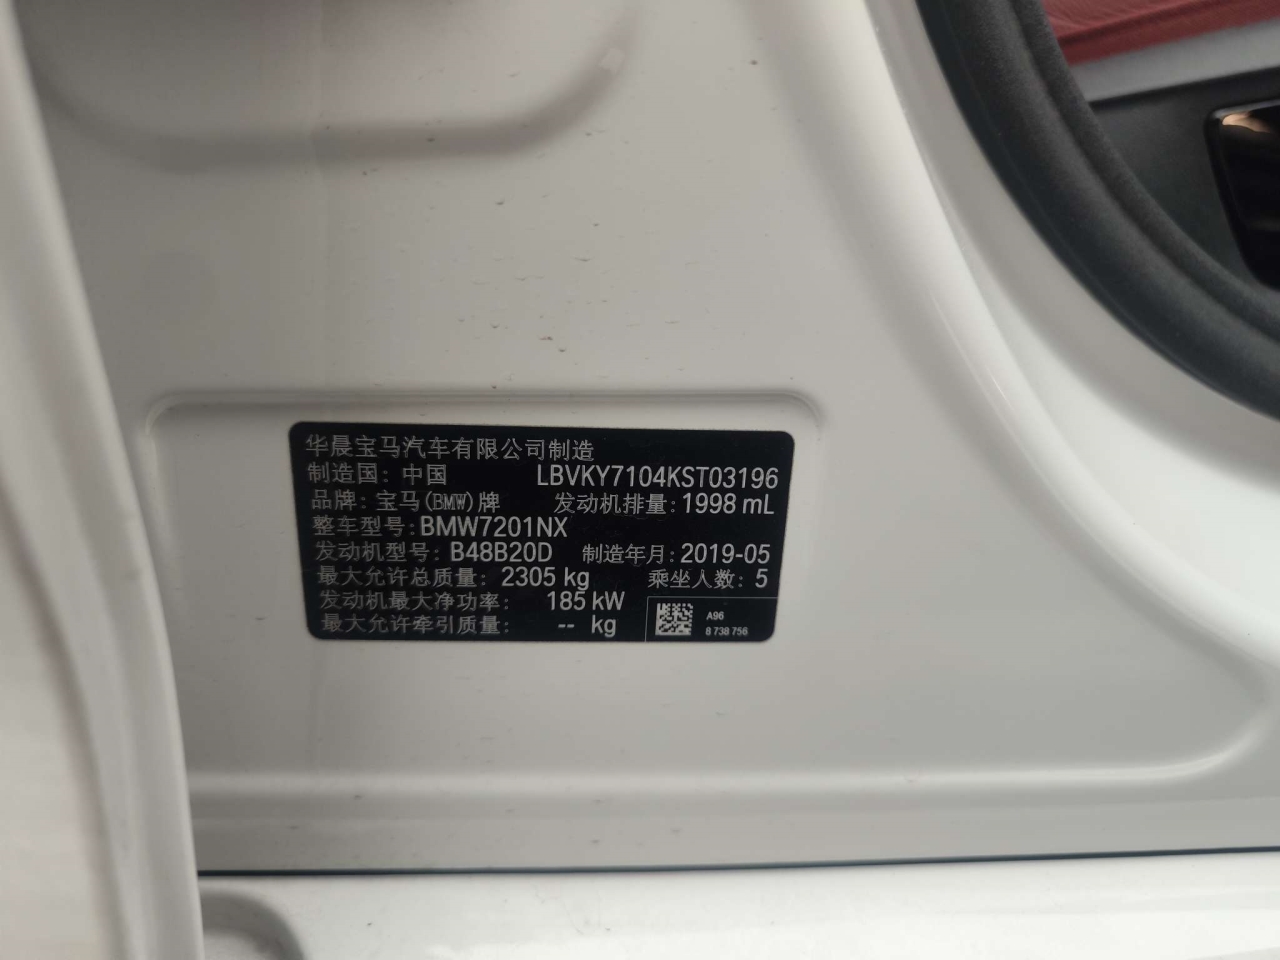 华晨宝马汽车有限公司制造
制造国: 中国 LBVKY7104KST03196
品牌: 宝马(BMW)牌 发动机排量: 1998 mL
整车型号: BMW7201NX
发动机型号: B48B20D 制造年月: 2019-05
最大允许总质量: 2305 kg 乘坐人数: 5
发动机最大净功率: 185 kW
最大允许牵引质量: -- kg
A96
8 738 756